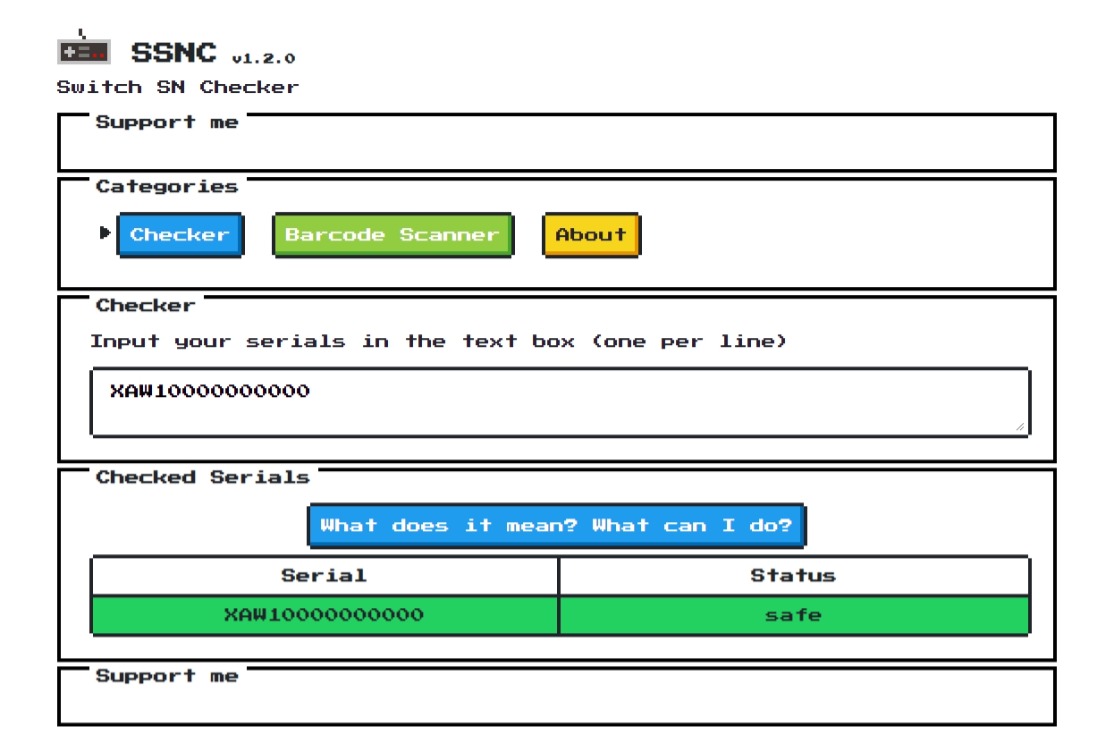 SSNC v1.2.0
Switch SN Checker
Support me
Categories
Checker Barcode Scanner About
Checker
Input your serials in the text box (one per line)
XAW10000000000
Checked Serials
What does it mean? What can I do?
Serial Status
XAW10000000000 safe
Support me